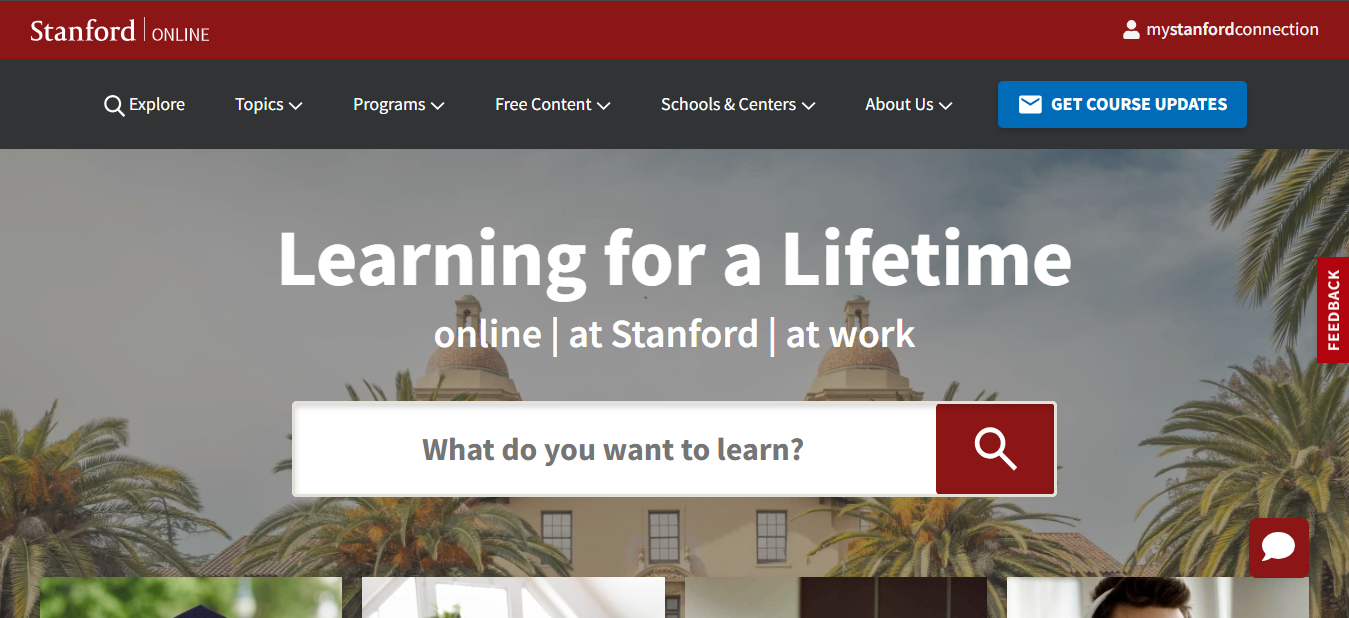 Stanford ONLINE
mystanfordconnection
Explore
Topics
Programs
Free Content
Schools & Centers
About Us
GET COURSE UPDATES
Learning for a Lifetime
online | at Stanford | at work
FEEDBACK
What do you want to learn?